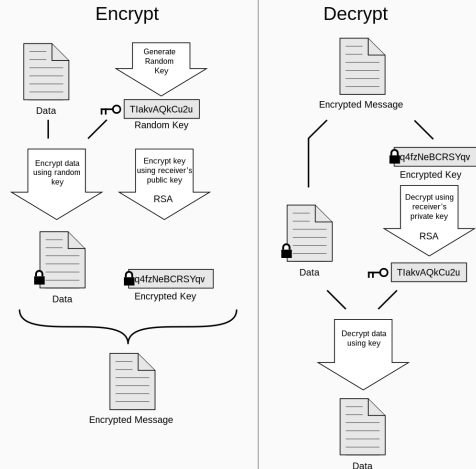 Encrypt
Generate
Random
Key
Data
TIakvAQkCu2u
Random Key
Encrypt data
using random
key
Encrypt key
using receiver's
public key
RSA
Data
q4fzNeBCRSYqv
Encrypted Key
Encrypted Message
Decrypt
Encrypted Message
q4fzNeBCRSYqv
Encrypted Key
Decrypt using
receiver's
private key
RSA
Data
TIakvAQkCu2u
Decrypt data
using key
Data